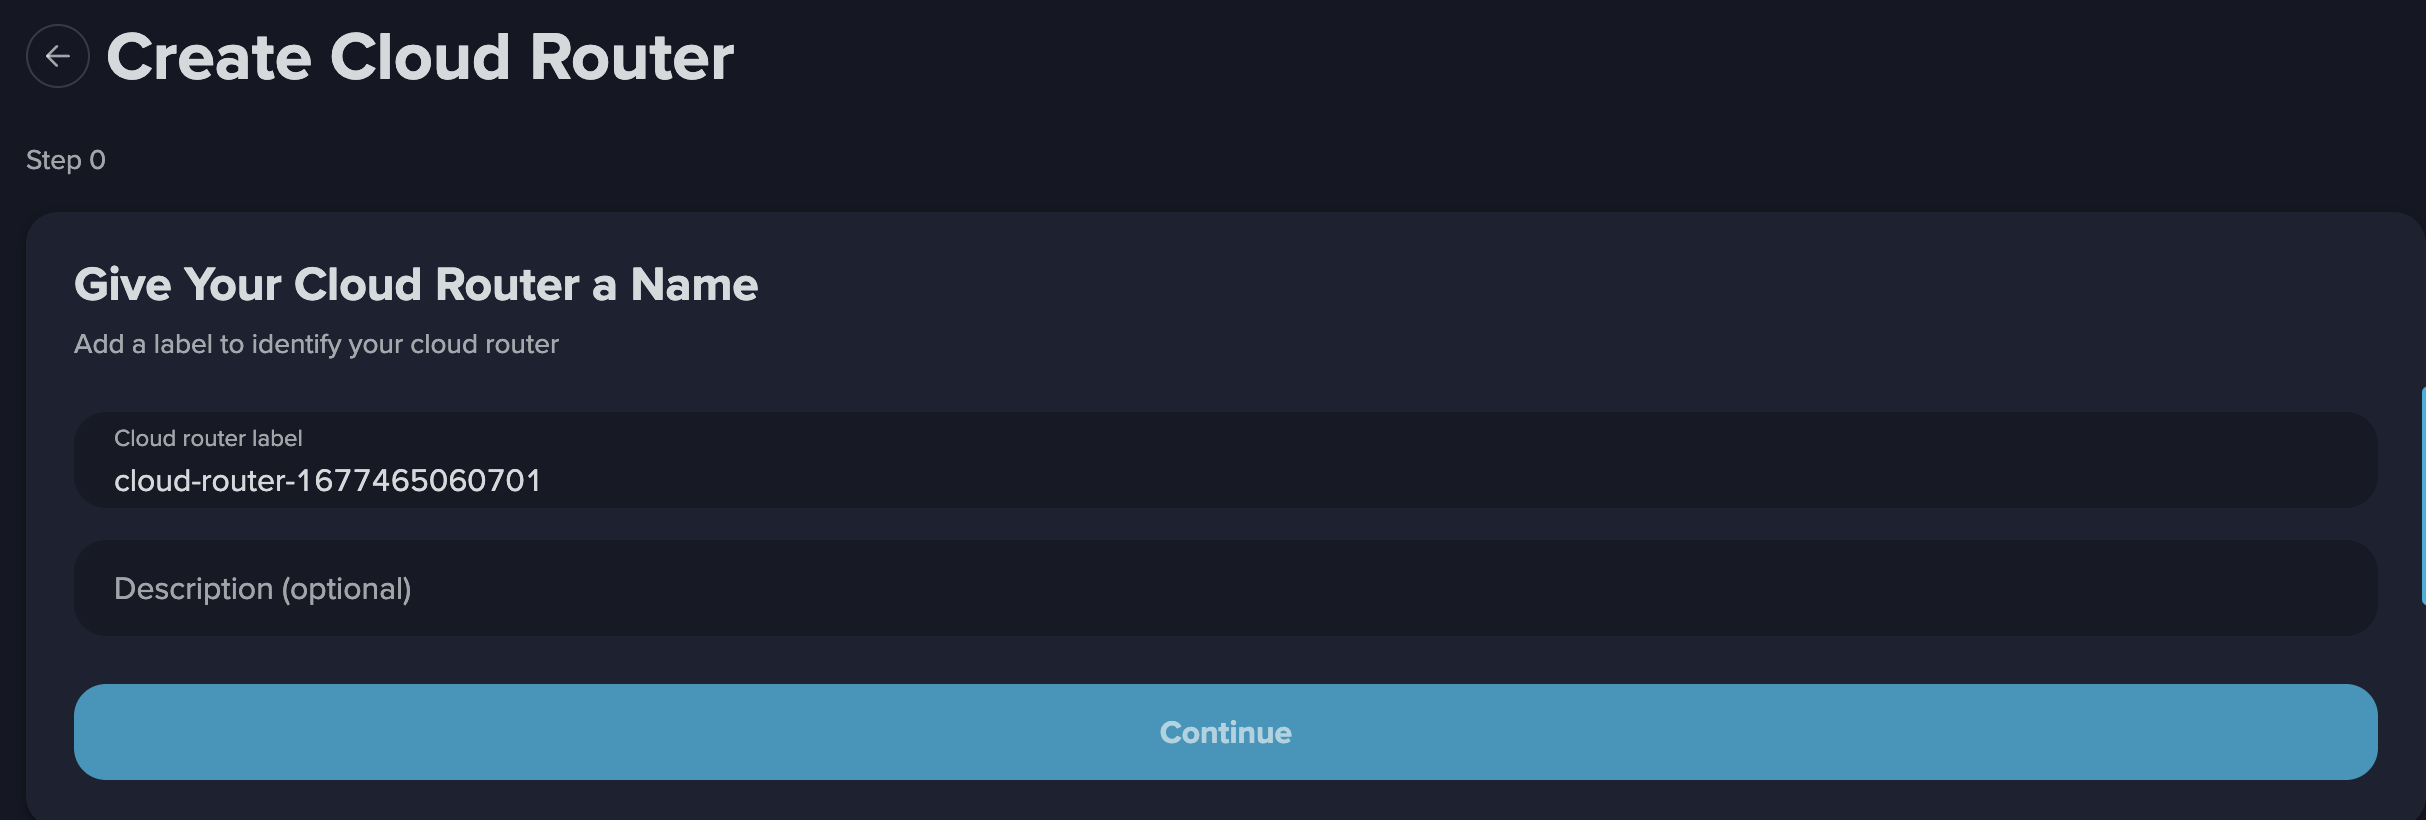 Create Cloud Router
Step 0
Give Your Cloud Router a Name
Add a label to identify your cloud router
Cloud router label
cloud-router-1677465060701
Description (optional)
Continue